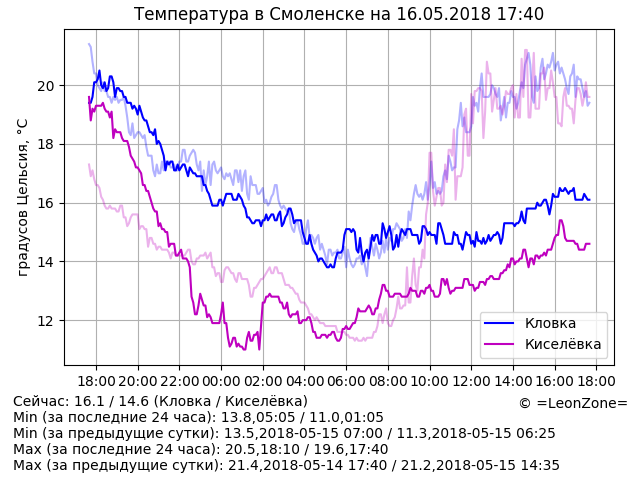 Температура в Смоленске на 16.05.2018 17:40
градусов Цельсия, °C
20
18
16
14
12
18:00 20:00 22:00 00:00 02:00 04:00 06:00 08:00 10:00 12:00 14:00 16:00 18:00
Кловка
Киселёвка
© =LeonZone=
Сейчас: 16.1 / 14.6 (Кловка / Киселёвка)
Min (за последние 24 часа): 13.8,05:05 / 11.0,01:05
Min (за предыдущие сутки): 13.5,2018-05-15 07:00 / 11.3,2018-05-15 06:25
Max (за последние 24 часа): 20.5,18:10 / 19.6,17:40
Max (за предыдущие сутки): 21.4,2018-05-14 17:40 / 21.2,2018-05-15 14:35